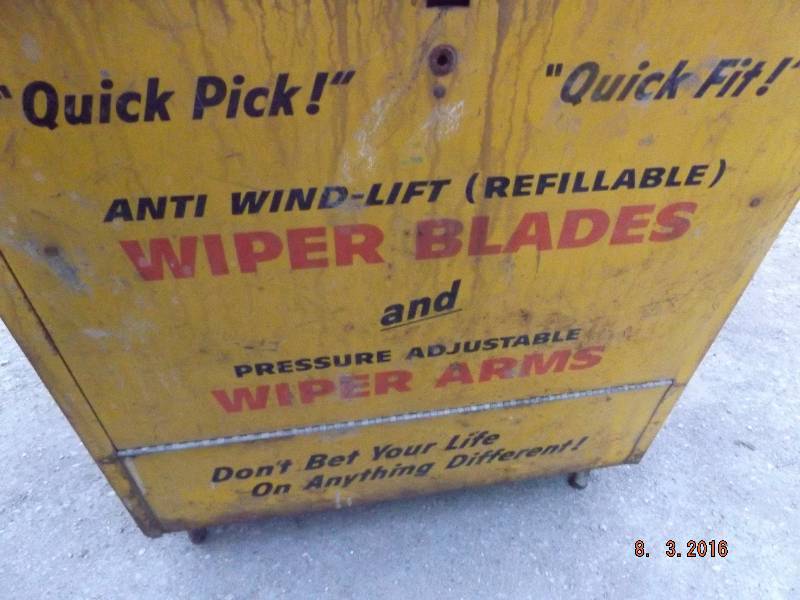 "Quick Pick!"
"Quick Fit!"
ANTI WIND-LIFT (REFILLABLE)
WIPER BLADES
and
PRESSURE ADJUSTABLE
WIPER ARMS
Don't Bet Your Life
On Anything Different!
8. 3.2016